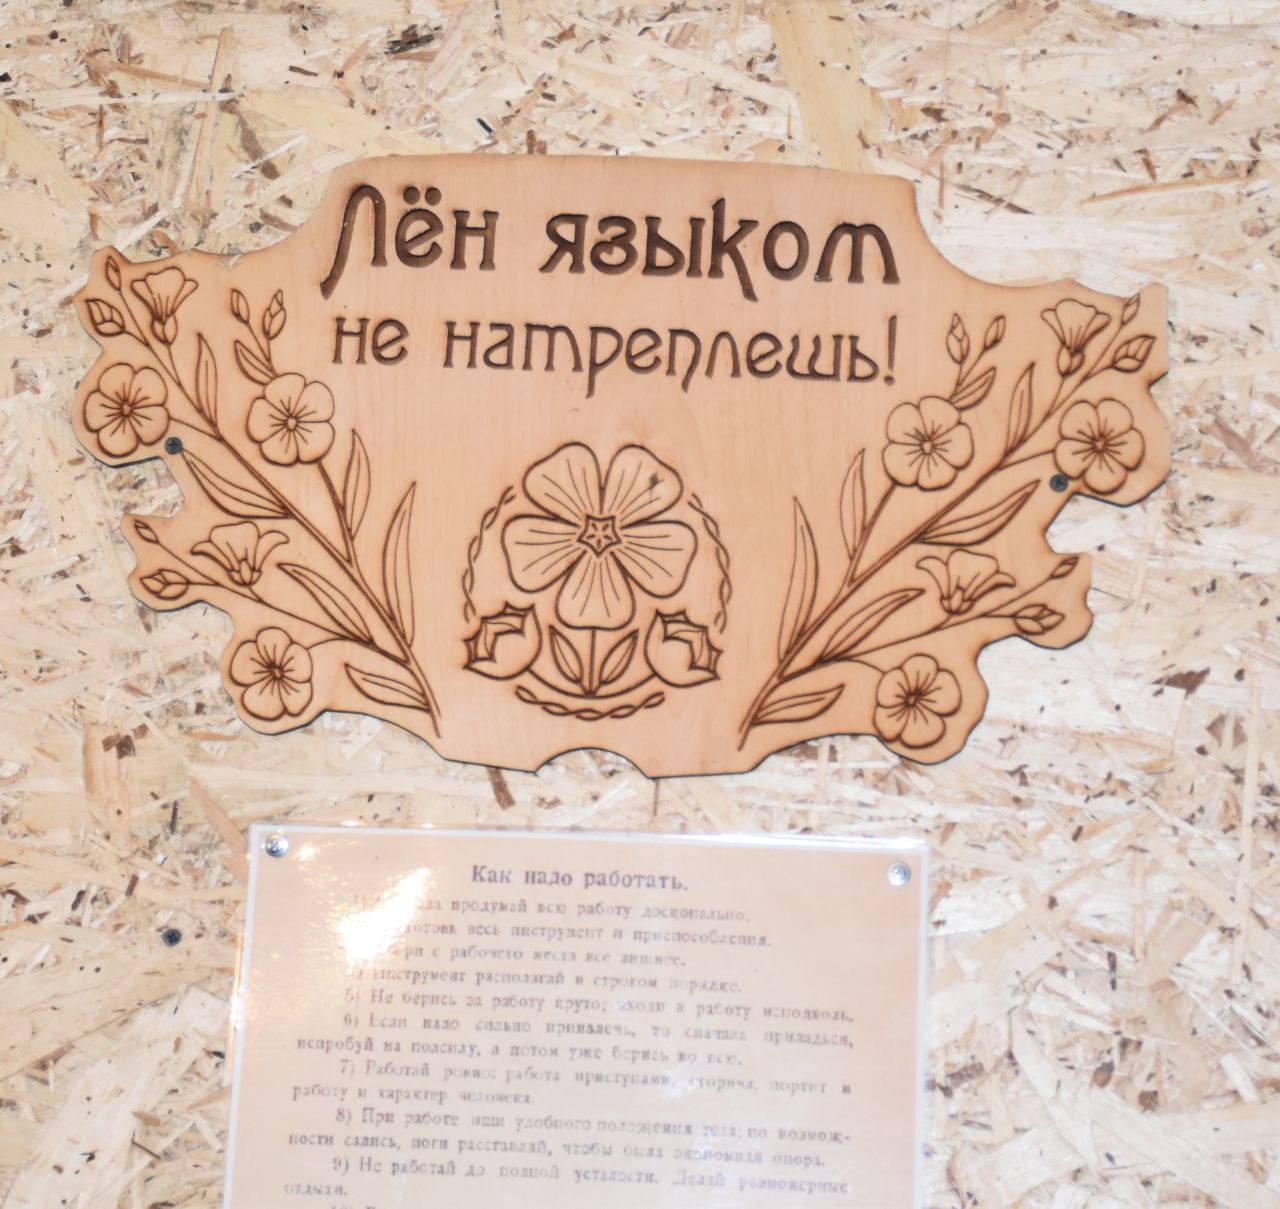 Лён языком
не натреплешь!
Как надо работать.
продумай всю работу досконально.
весь инструмент и приспособления.
с рабочего места все лишнее.
Инструмент располагай в строгом порядке.
5) Не берись за работу круто; входи в работу исподволь.
6) Если надо сильно приналечь, то сначала приладься,
испробуй на полсилу, а потом уже берись во всю.
7) Работай ровно: работа приступами, сгоряча, портит и
работу и характер человека.
8) При работе ищи удобного положения тела: по возмож-
ности садись, ноги расставляй, чтобы была экономная опора.
9) Не работай до полной усталости. Делай равномерные
отдыхи.